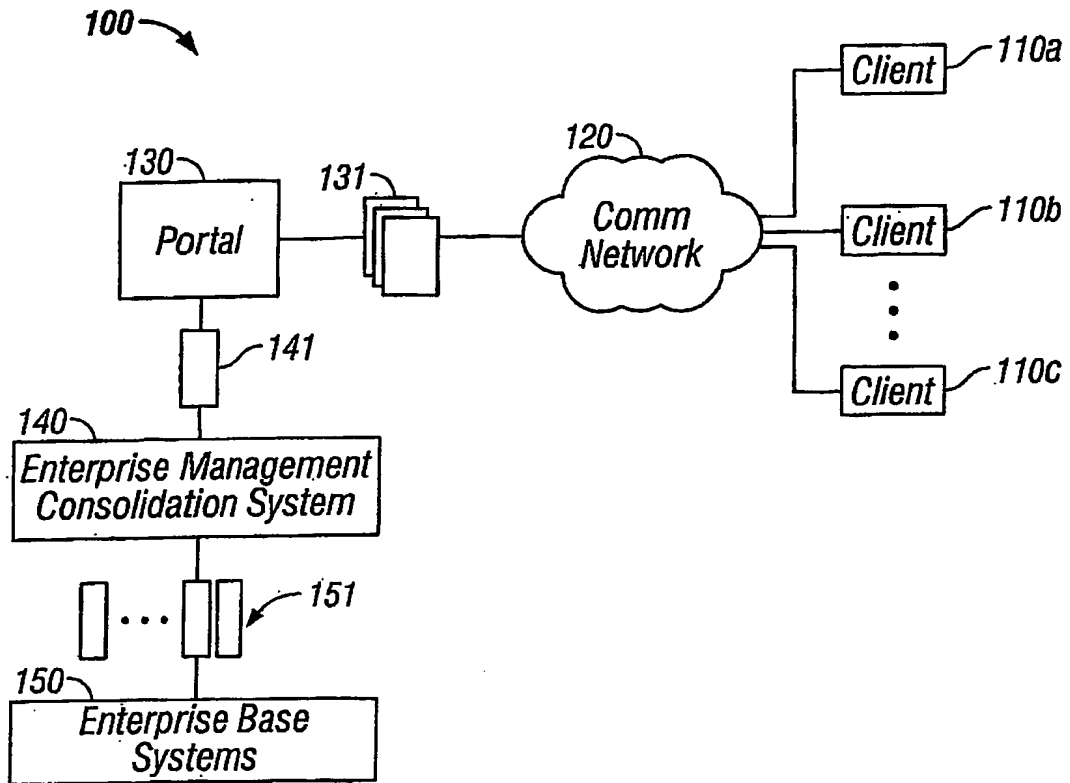 100
Client
110a
120
130
131
Portal
Comm
Network
Client
110b
141
Client
110c
140
Enterprise Management
Consolidation System
151
150
Enterprise Base
Systems